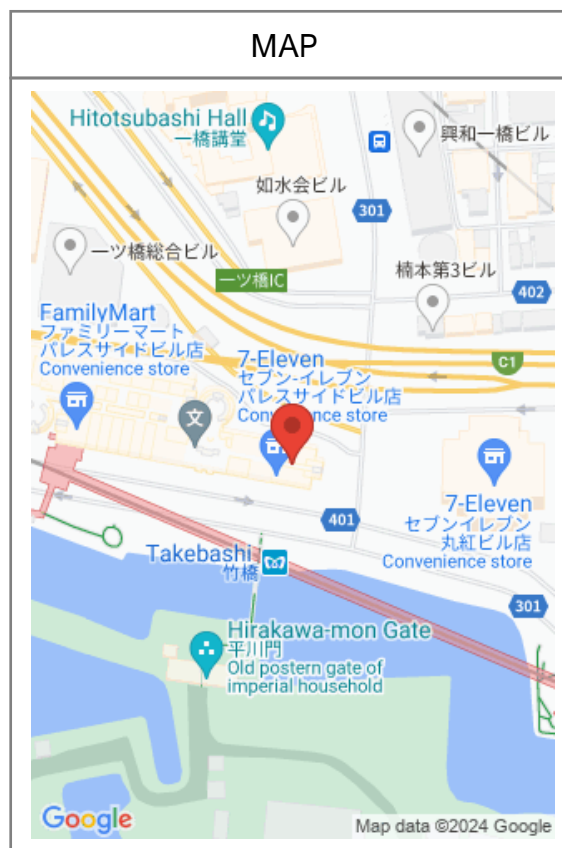 MAP
Hitotsubashi Hall
一橋講堂
興和一橋ビル
如水会ビル
301
一ツ橋総合ビル
一ツ橋IC
楠本第3ビル
402
FamilyMart
ファミリーマート
パレスサイドビル店
Convenience store
7-Eleven
セブン-イレブン
パレスサイドビル店
Convenience store
C1
文
401
7-Eleven
セブンイレブン
丸紅ビル店
Convenience store
Takebashi
竹橋
301
Hirakawa-mon Gate
平川門
Old postern gate of
imperial household
Google
Map data ©2024 Google